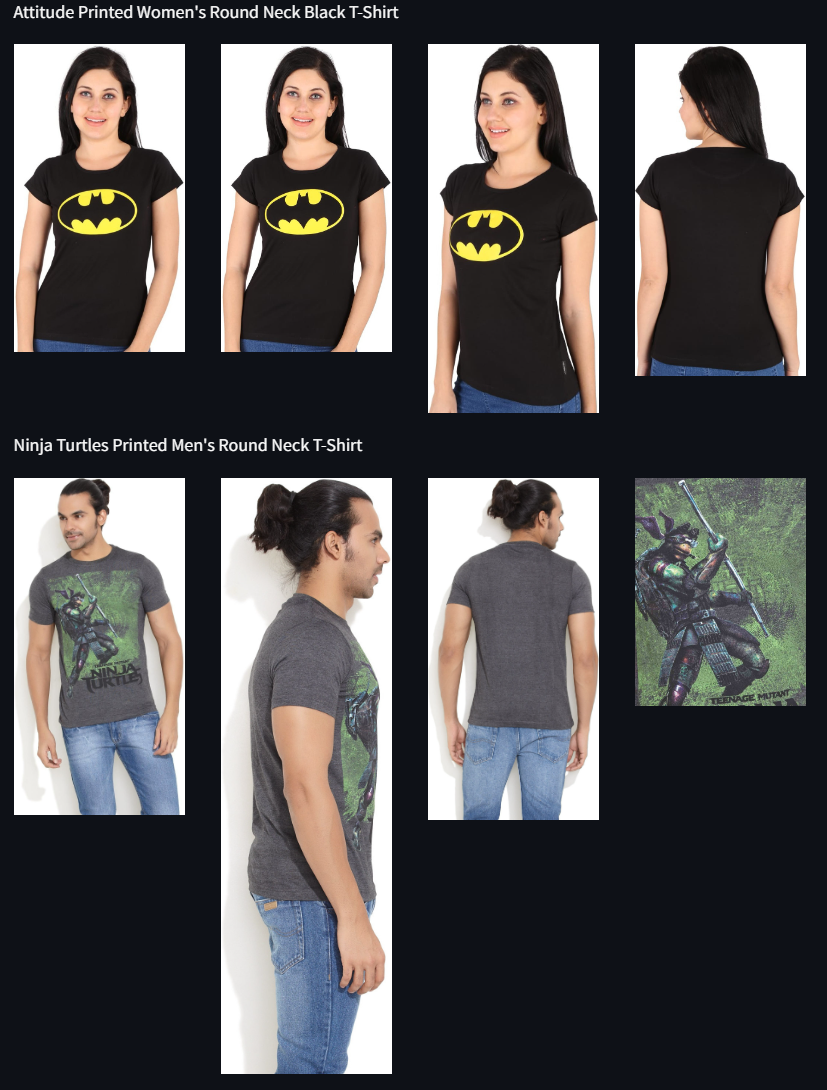 Attitude Printed Women's Round Neck Black T-Shirt
Ninja Turtles Printed Men's Round Neck T-Shirt
NINJA
TURTLES
TEENAGE MUTANT